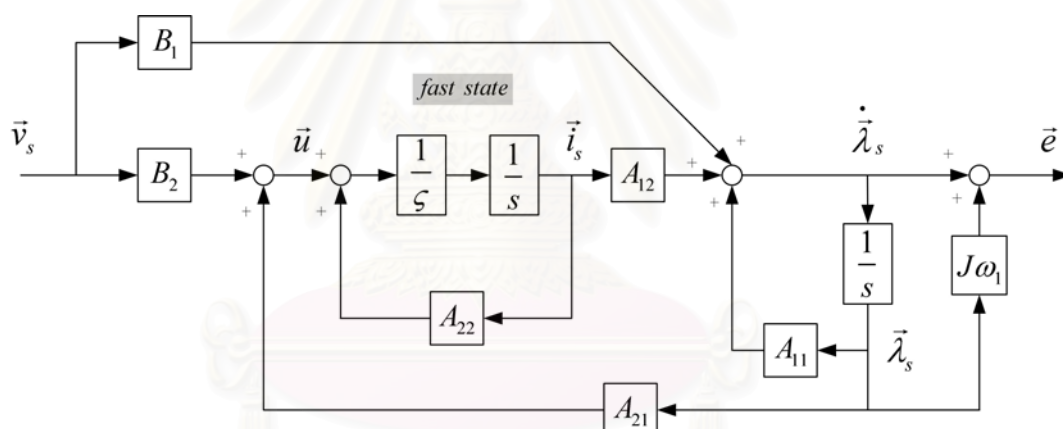 B₁
fast state
v⃗ₛ
B₂
+
+
u⃗
+
+
1/ς
1/s
i⃗ₛ
A₁₂
+
+
+
λ⃗̇ₛ
+
+
e⃗
1/s
Jω₁
A₂₂
A₁₁
λ⃗ₛ
A₂₁